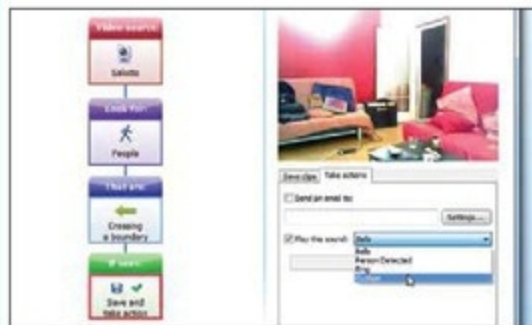 Video source
Salotto
Look for:
People
That are:
Crossing
a boundary
If seen:
Save and
take action
Save clips
Take actions
Send an email to:
Settings...
Play the sound:
Bells
Bells
Person Detected
Ring